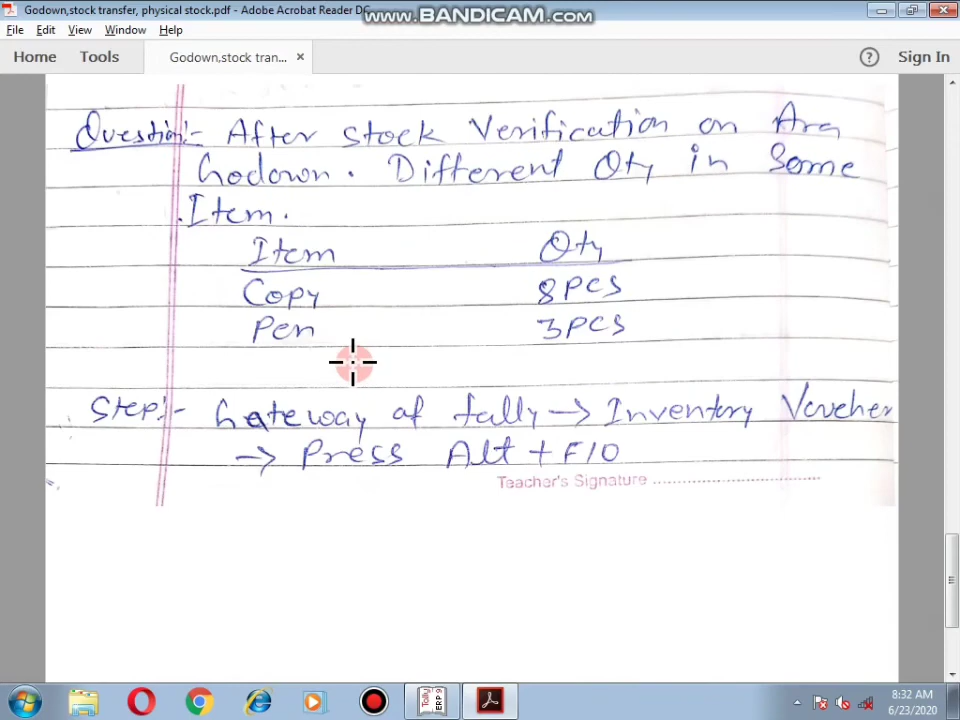 Godown,stock transfer, physical stock.pdf - Adobe Acrobat Reader DC
www.BANDICAM.com
File Edit View Window Help
Home Tools Godown,stock tran... × ? Sign In
Question:- After stock Verification on Ara
Godown. Different Qty in Some
Item.
Item Qty
Copy 8PCS
Pen 3PCS
Step:- Gateway of Tally → Inventory Voucher
→ Press Alt + F10
Teacher's Signature
Tally ERP 9
8:32 AM
6/23/2020